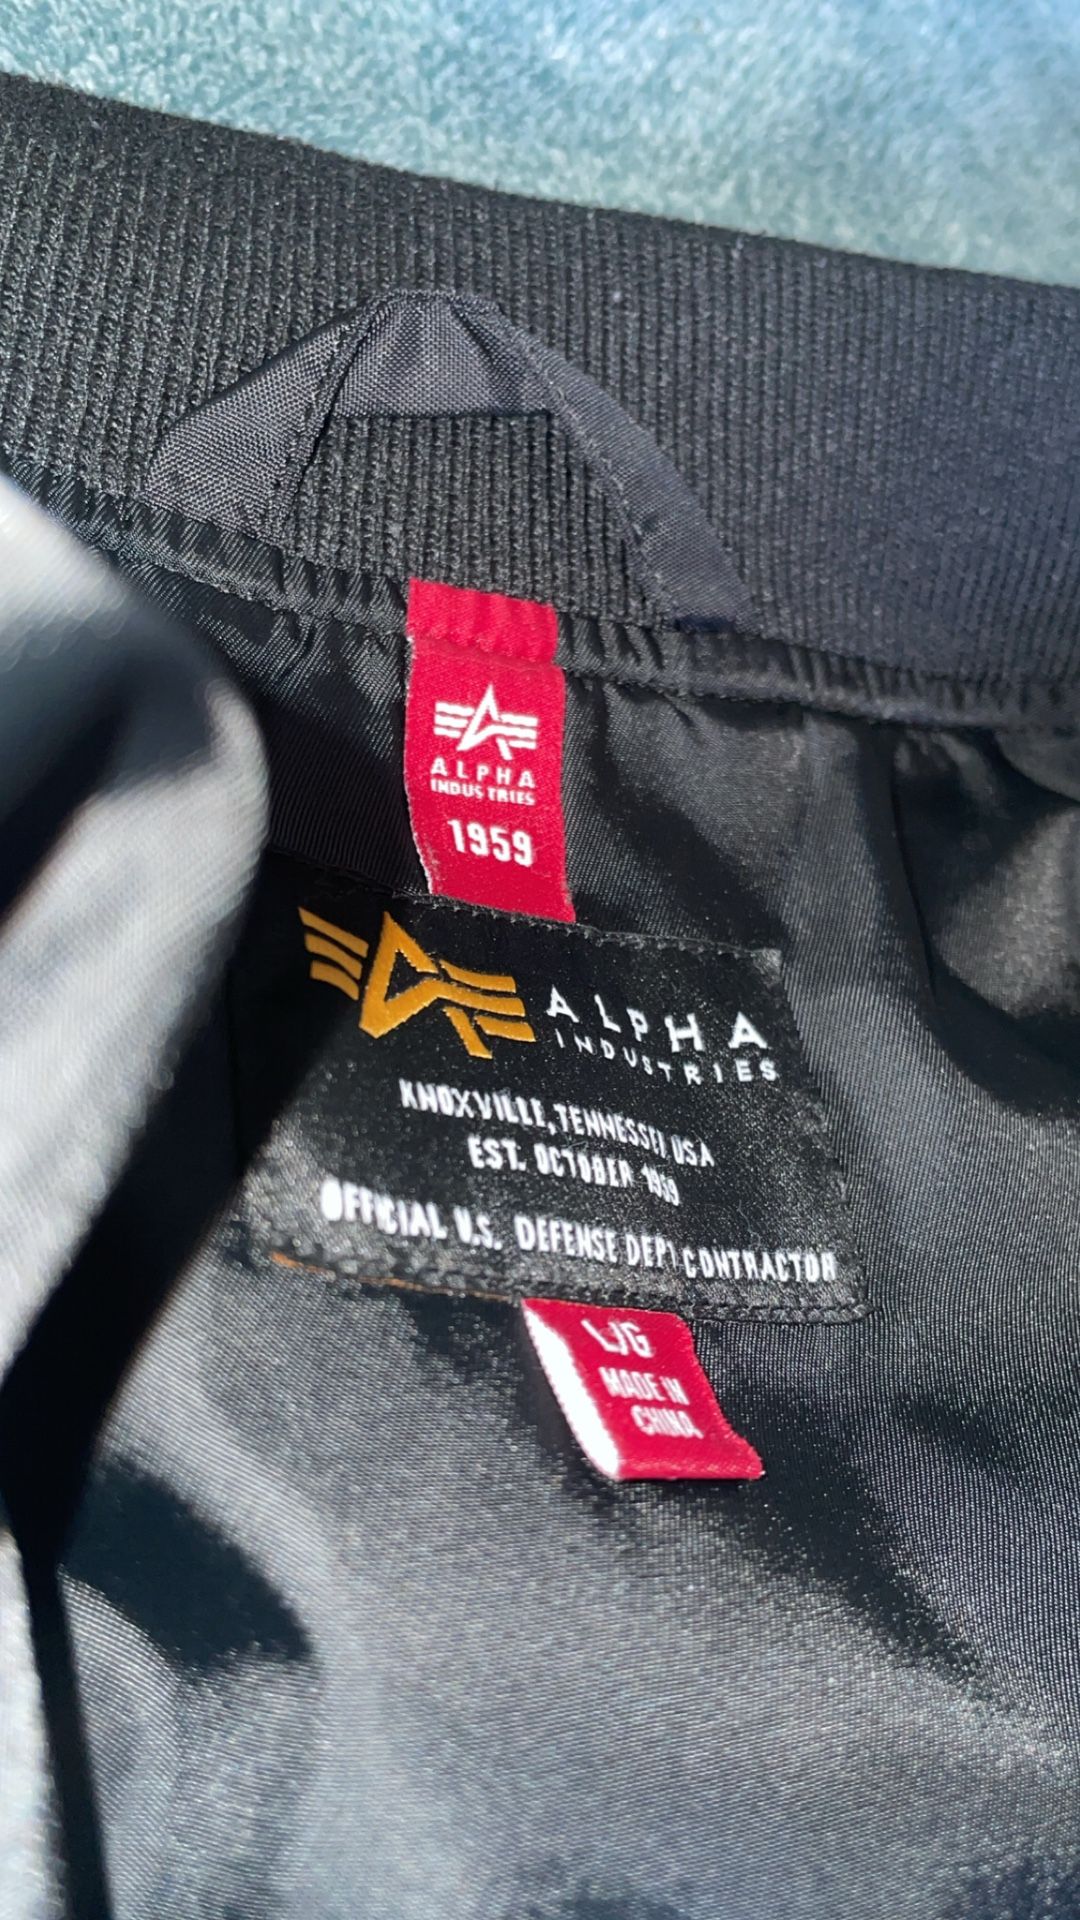 ALPHA
INDUSTRIES
1959
ALPHA
INDUSTRIES
KNOXVILLE, TENNESSEE USA
EST. OCTOBER 1959
OFFICIAL U.S. DEFENSE DEPT CONTRACTOR
L/G
MADE IN
CHINA